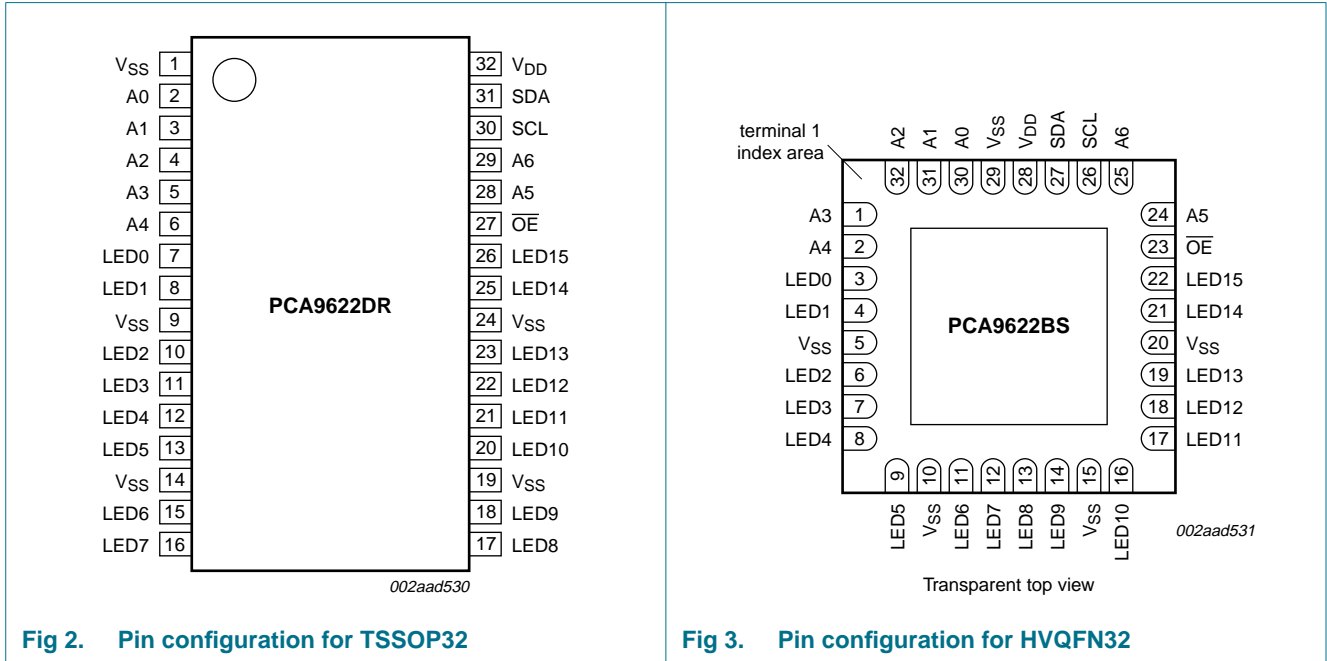 VSS 1
A0 2
A1 3
A2 4
A3 5
A4 6
LED0 7
LED1 8
VSS 9
LED2 10
LED3 11
LED4 12
LED5 13
VSS 14
LED6 15
LED7 16
PCA9622DR
32 VDD
31 SDA
30 SCL
29 A6
28 A5
27 OE
26 LED15
25 LED14
24 VSS
23 LED13
22 LED12
21 LED11
20 LED10
19 VSS
18 LED9
17 LED8
002aad530
Fig 2. Pin configuration for TSSOP32
terminal 1
index area
A2 A1 A0 VSS VDD SDA SCL A6
32 31 30 29 28 27 26 25
A3 1
A4 2
LED0 3
LED1 4
VSS 5
LED2 6
LED3 7
LED4 8
PCA9622BS
24 A5
23 OE
22 LED15
21 LED14
20 VSS
19 LED13
18 LED12
17 LED11
9 10 11 12 13 14 15 16
LED5 VSS LED6 LED7 LED8 LED9 VSS LED10
002aad531
Transparent top view
Fig 3. Pin configuration for HVQFN32